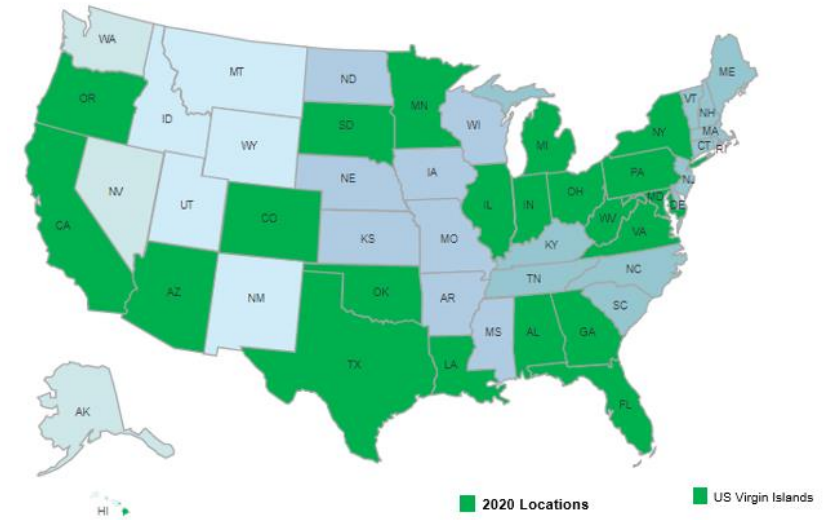 WA
ME
MT
ND
VT
OR
MN
NH
ID
SD
WI
NY
MA
WY
MI
CT
RI
IA
PA
NE
NJ
NV
OH
IL
IN
MD
DE
UT
CO
WV
CA
VA
KS
MO
KY
NC
TN
OK
AZ
SC
NM
AR
MS
AL
GA
TX
LA
FL
AK
HI
2020 Locations
US Virgin Islands